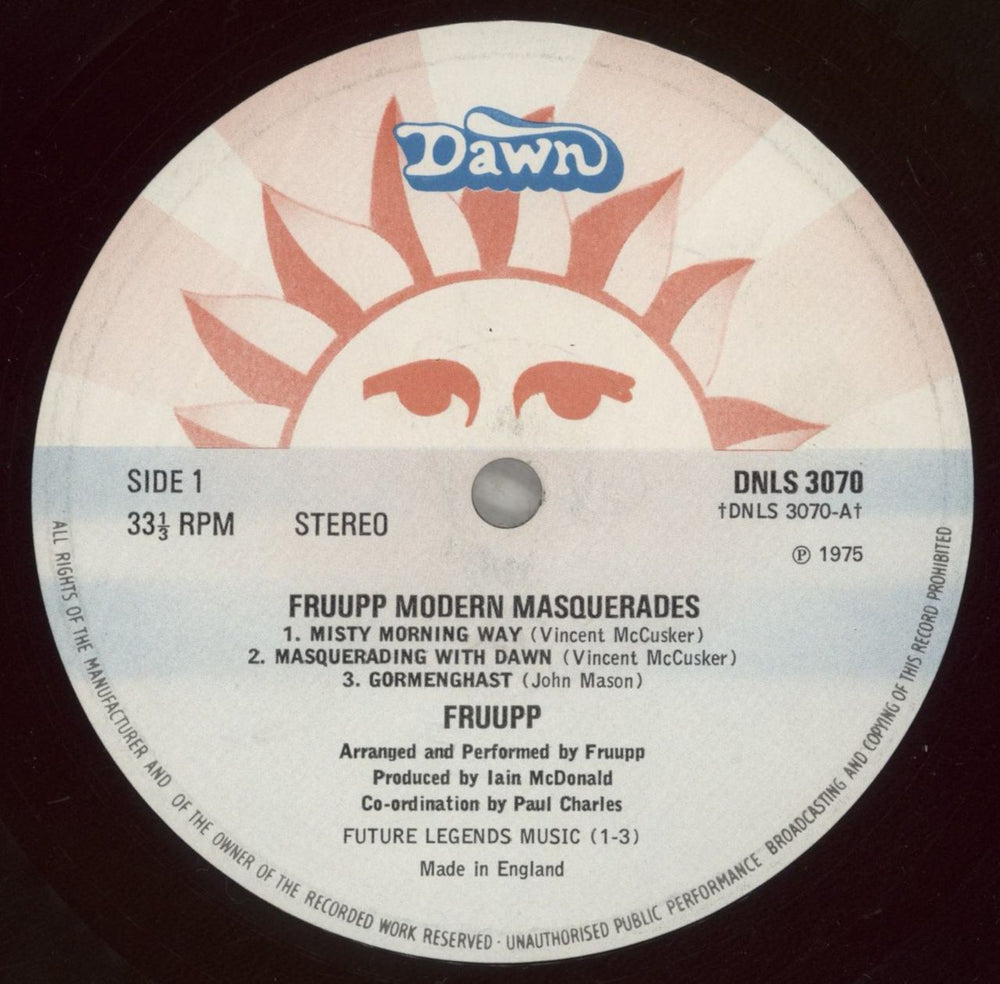 Dawn
SIDE 1
DNLS 3070
33⅓ RPM
STEREO
†DNLS 3070-A†
℗ 1975
FRUUPP MODERN MASQUERADES
1. MISTY MORNING WAY (Vincent McCusker)
2. MASQUERADING WITH DAWN (Vincent McCusker)
3. GORMENGHAST (John Mason)
FRUUPP
Arranged and Performed by Fruupp
Produced by Iain McDonald
Co-ordination by Paul Charles
FUTURE LEGENDS MUSIC (1-3)
Made in England
ALL RIGHTS OF THE MANUFACTURER AND OF THE OWNER OF THE RECORDED WORK RESERVED · UNAUTHORISED PUBLIC PERFORMANCE BROADCASTING AND COPYING OF THIS RECORD PROHIBITED